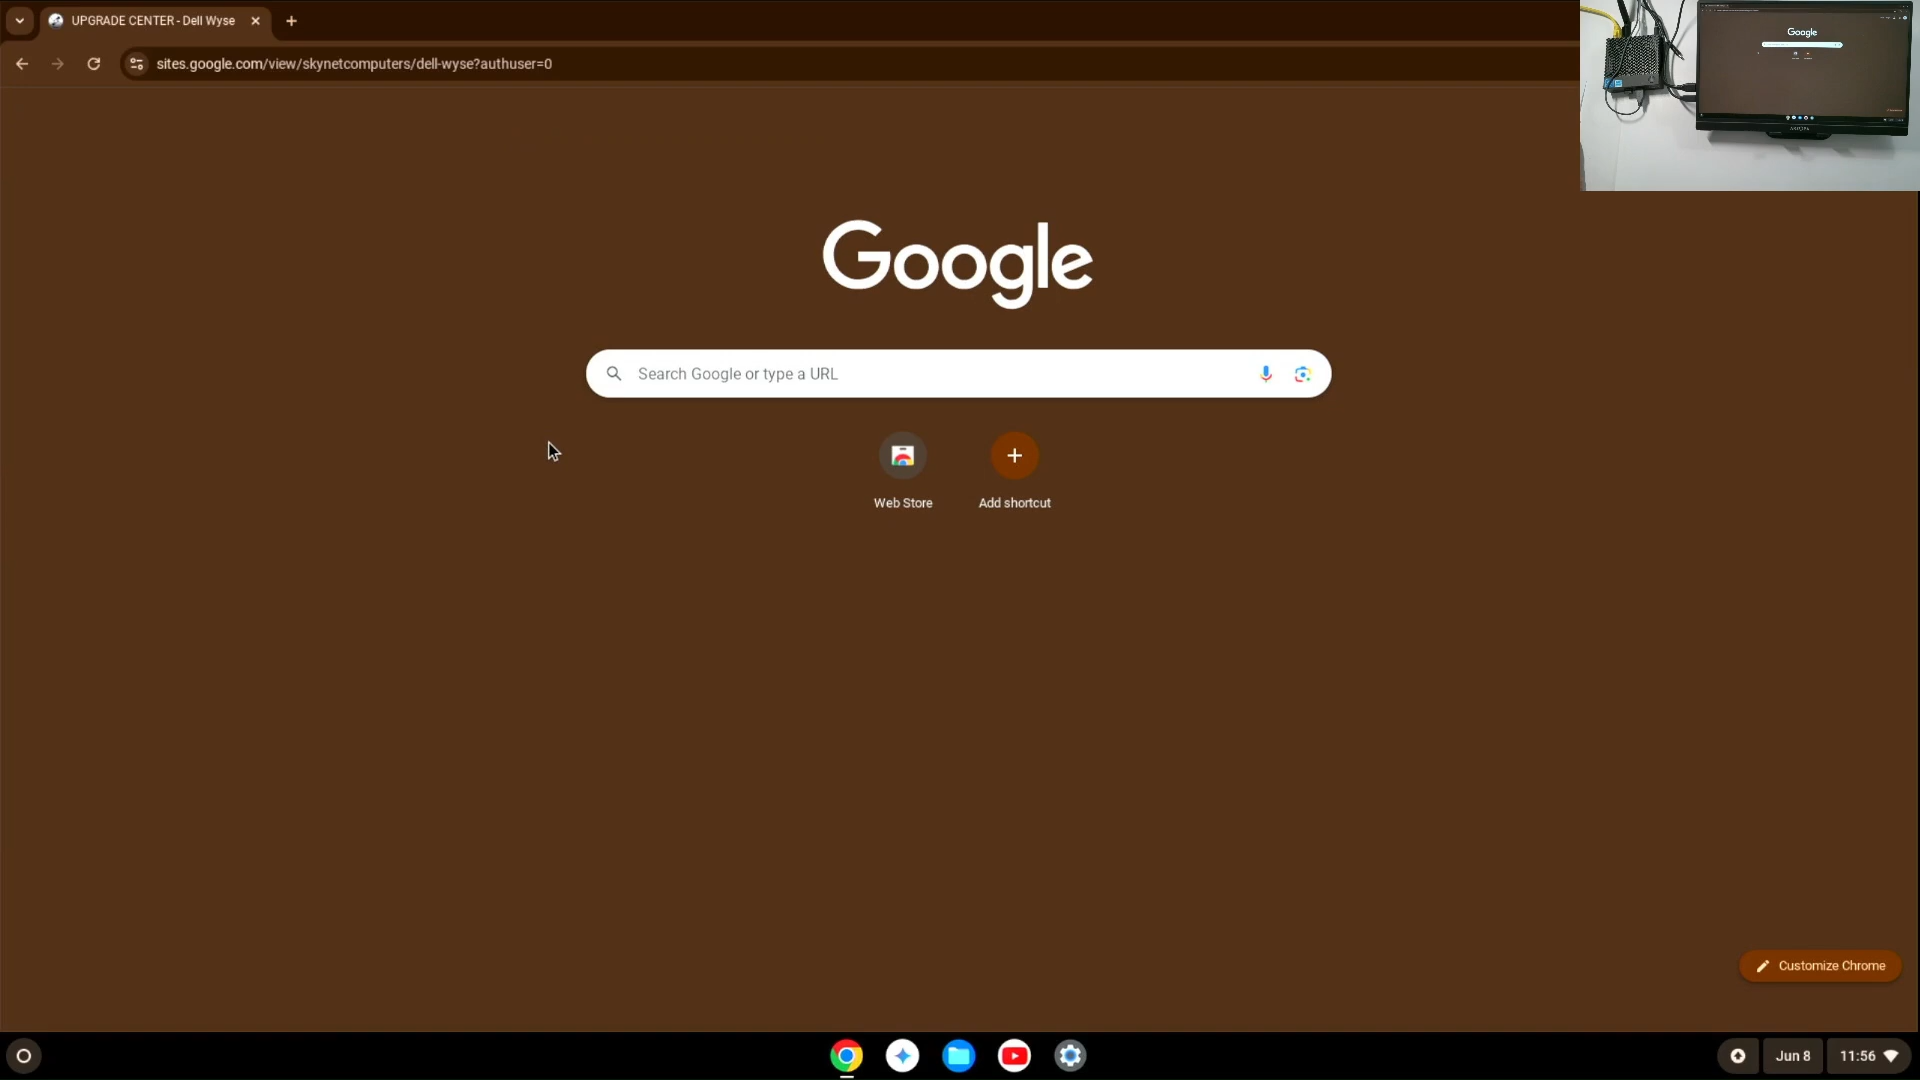 UPGRADE CENTER - Dell Wyse
sites.google.com/view/skynetcomputers/dell-wyse?authuser=0
Google
Google
Search Google or type a URL
Web Store
Add shortcut
Customize Chrome
Jun 8
11:56